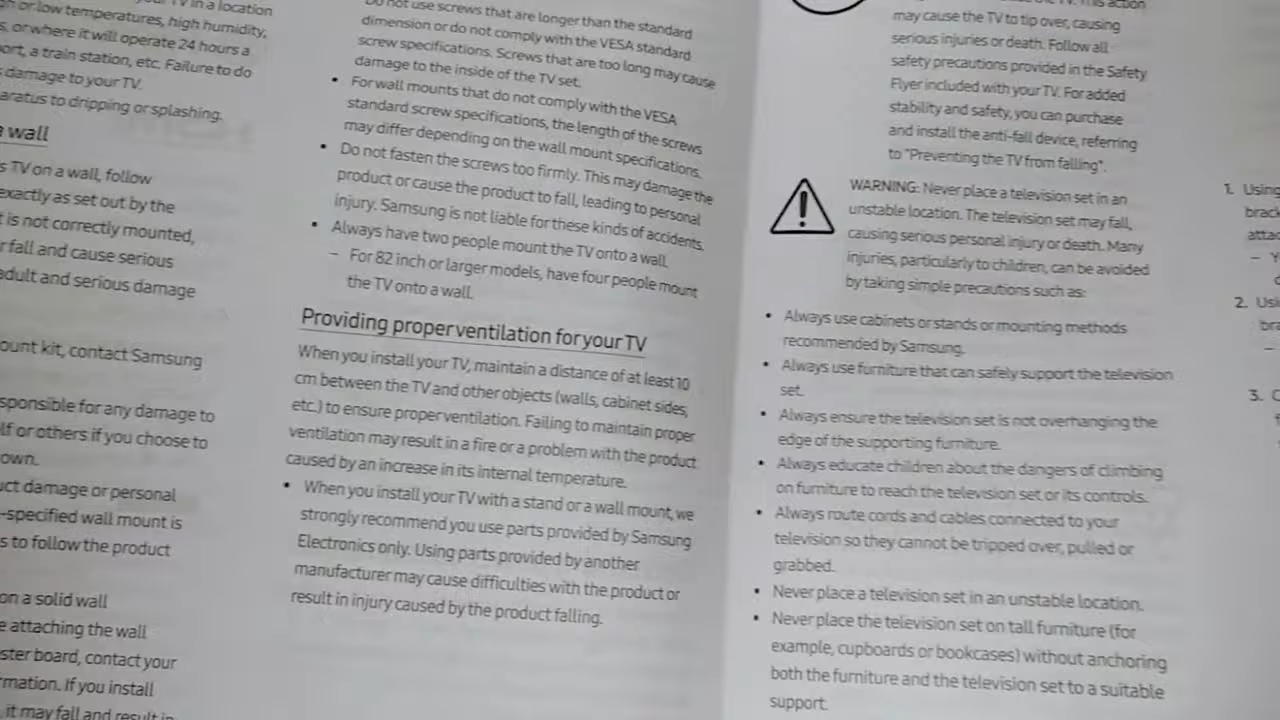 TV in a location
or low temperatures, high humidity,
or where it will operate 24 hours a
port, a train station, etc. Failure to do
damage to your TV.
aratus to dripping or splashing.
a wall
s TV on a wall, follow
exactly as set out by the
t is not correctly mounted,
r fall and cause serious
adult and serious damage
ount kit, contact Samsung
sponsible for any damage to
lf or others if you choose to
own.
uct damage or personal
-specified wall mount is
s to follow the product
on a solid wall
e attaching the wall
ster board, contact your
rmation. If you install
, it may fall and result in
Do not use screws that are longer than the standard
dimension or do not comply with the VESA standard
screw specifications. Screws that are too long may cause
damage to the inside of the TV set.
• For wall mounts that do not comply with the VESA
standard screw specifications, the length of the screws
may differ depending on the wall mount specifications.
• Do not fasten the screws too firmly. This may damage the
product or cause the product to fall, leading to personal
injury. Samsung is not liable for these kinds of accidents.
• Always have two people mount the TV onto a wall.
– For 82 inch or larger models, have four people mount
the TV onto a wall.
Providing proper ventilation for your TV
When you install your TV, maintain a distance of at least 10
cm between the TV and other objects (walls, cabinet sides,
etc.) to ensure proper ventilation. Failing to maintain proper
ventilation may result in a fire or a problem with the product
caused by an increase in its internal temperature.
• When you install your TV with a stand or a wall mount, we
strongly recommend you use parts provided by Samsung
Electronics only. Using parts provided by another
manufacturer may cause difficulties with the product or
result in injury caused by the product falling.
the TV. This action
may cause the TV to tip over, causing
serious injuries or death. Follow all
safety precautions provided in the Safety
Flyer included with your TV. For added
stability and safety, you can purchase
and install the anti-fall device, referring
to "Preventing the TV from falling".
WARNING: Never place a television set in an
unstable location. The television set may fall,
causing serious personal injury or death. Many
injuries, particularly to children, can be avoided
by taking simple precautions such as:
• Always use cabinets or stands or mounting methods
recommended by Samsung.
• Always use furniture that can safely support the television
set.
• Always ensure the television set is not overhanging the
edge of the supporting furniture.
• Always educate children about the dangers of climbing
on furniture to reach the television set or its controls.
• Always route cords and cables connected to your
television so they cannot be tripped over, pulled or
grabbed.
• Never place a television set in an unstable location.
• Never place the television set on tall furniture (for
example, cupboards or bookcases) without anchoring
both the furniture and the television set to a suitable
support.
1. Using
brack
attac
– Y
2. Usi
bra
–
3. C